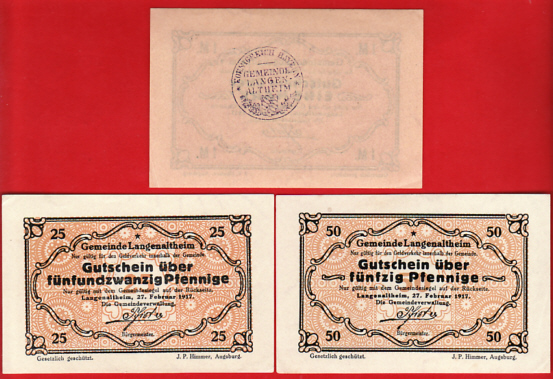 KOENIGREICH BAYERN
GEMEINDE
LANGEN-
ALTHEIM
25 25
Gemeinde Langenaltheim
Nur gültig für den Geldverkehr innerhalb der Gemeinde.
Gutschein über
fünfundzwanzig Pfennige
Nur gültig mit dem Gemeindesiegel auf der Rückseite.
Langenaltheim, 27. Februar 1917.
Die Gemeindeverwaltung.
Bürgermeister.
25 25
Gesetzlich geschützt. J. P. Himmer, Augsburg.
50 50
Gemeinde Langenaltheim
Nur gültig für den Geldverkehr innerhalb der Gemeinde.
Gutschein über
fünfzig Pfennige
Nur gültig mit dem Gemeindesiegel auf der Rückseite.
Langenaltheim, 27. Februar 1917.
Die Gemeindeverwaltung.
Bürgermeister.
50 50
Gesetzlich geschützt. J. P. Himmer, Augsburg.